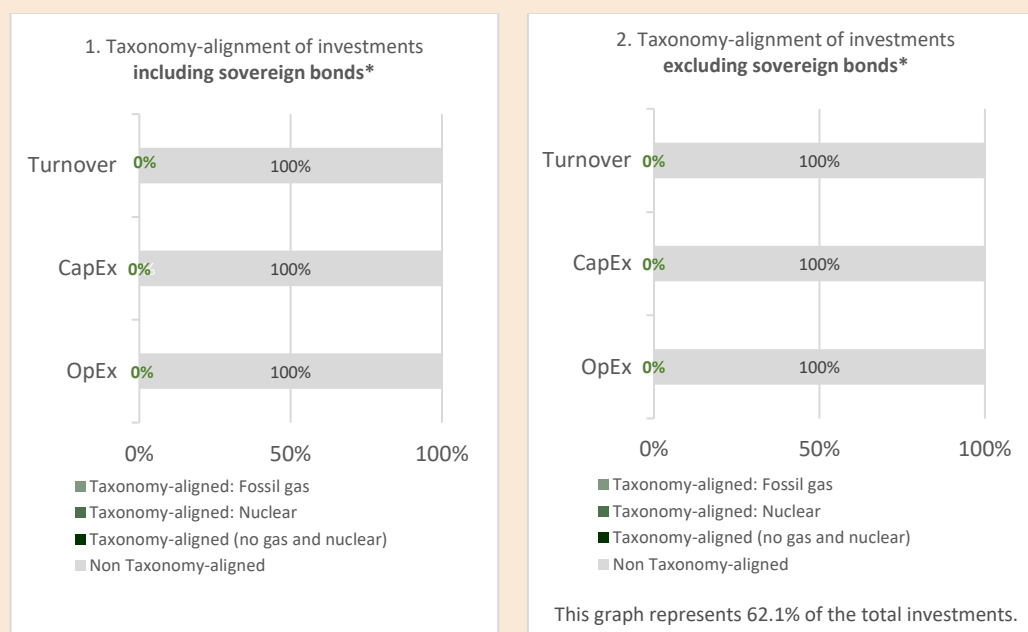 1. Taxonomy-alignment of investments
including sovereign bonds*
Turnover 0% 100%
CapEx 0% 100%
OpEx 0% 100%
0% 50% 100%
Taxonomy-aligned: Fossil gas
Taxonomy-aligned: Nuclear
Taxonomy-aligned (no gas and nuclear)
Non Taxonomy-aligned
2. Taxonomy-alignment of investments
excluding sovereign bonds*
Turnover 0% 100%
CapEx 0% 100%
OpEx 0% 100%
0% 50% 100%
Taxonomy-aligned: Fossil gas
Taxonomy-aligned: Nuclear
Taxonomy-aligned (no gas and nuclear)
Non Taxonomy-aligned
This graph represents 62.1% of the total investments.